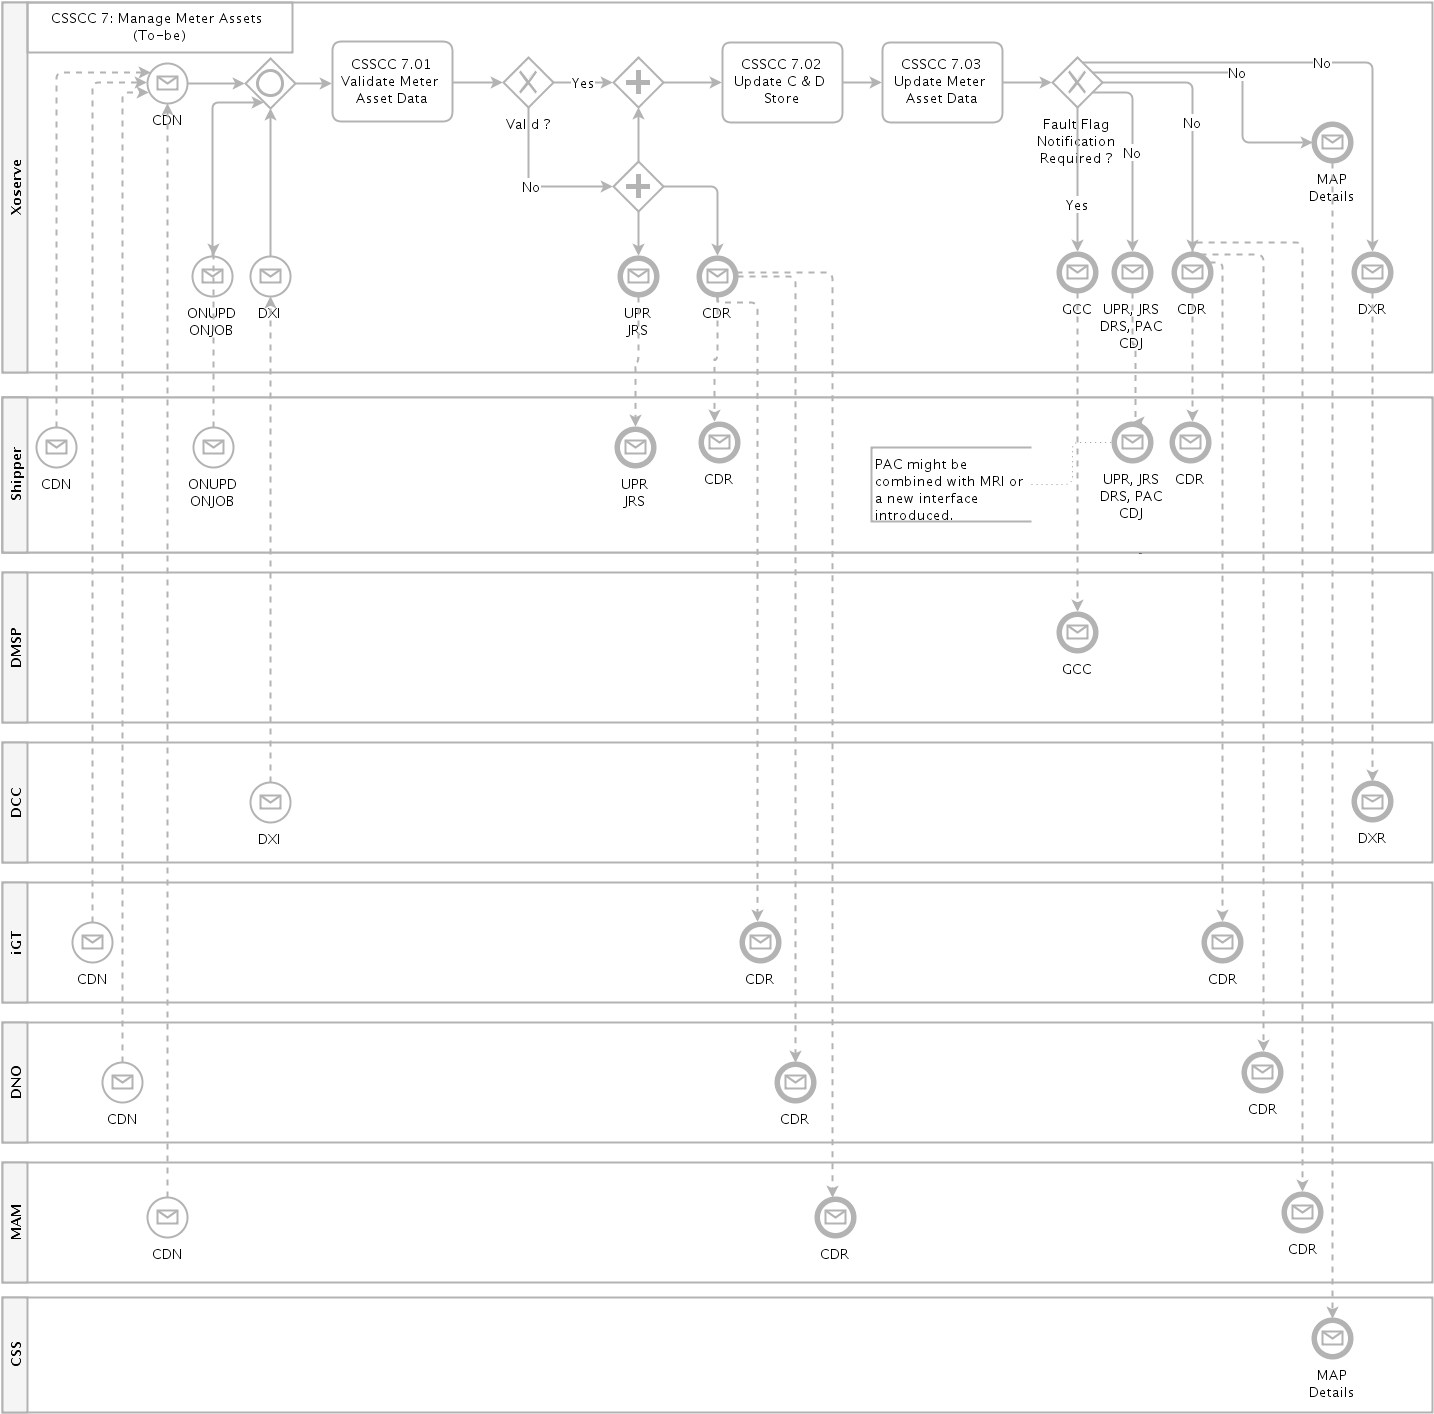 CSSCC 7: Manage Meter Assets
(To-be)
Xoserve
CDN
CSSCC 7.01
Validate Meter
Asset Data
Valid ?
Yes
No
CSSCC 7.02
Update C & D
Store
CSSCC 7.03
Update Meter
Asset Data
Fault Flag
Notification
Required ?
Yes
No
No
No
No
MAP
Details
ONUPD
ONJOB
DXI
UPR
JRS
CDR
GCC
UPR, JRS
DRS, PAC
CDJ
CDR
DXR
Shipper
CDN
ONUPD
ONJOB
UPR
JRS
CDR
PAC might be
combined with MRI or
a new interface
introduced.
UPR, JRS
DRS, PAC
CDJ
CDR
DMSP
GCC
DCC
DXI
DXR
iGT
CDN
CDR
CDR
DNO
CDN
CDR
CDR
MAM
CDN
CDR
CDR
CSS
MAP
Details